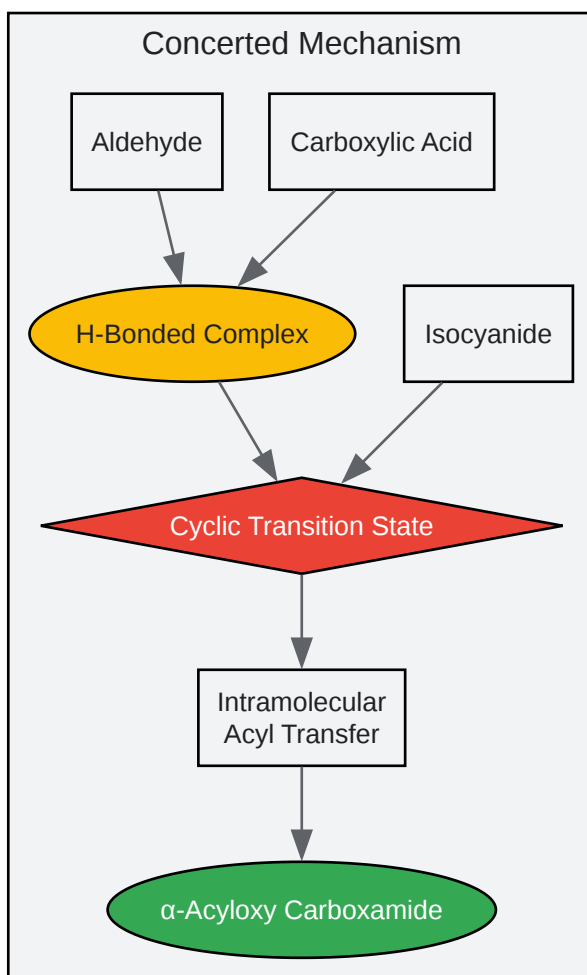 Concerted Mechanism
Aldehyde
Carboxylic Acid
H-Bonded Complex
Isocyanide
Cyclic Transition State
Intramolecular
Acyl Transfer
α-Acyloxy Carboxamide